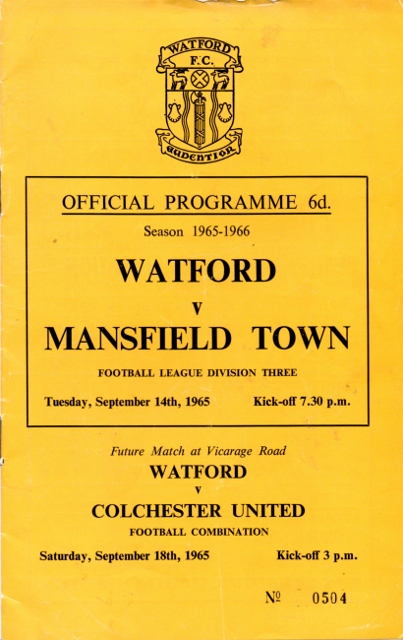 WATFORD
F.C.
AUDENTIOR
OFFICIAL PROGRAMME 6d.
Season 1965-1966
WATFORD
v
MANSFIELD TOWN
FOOTBALL LEAGUE DIVISION THREE
Tuesday, September 14th, 1965 Kick-off 7.30 p.m.
Future Match at Vicarage Road
WATFORD
v
COLCHESTER UNITED
FOOTBALL COMBINATION
Saturday, September 18th, 1965 Kick-off 3 p.m.
Nº 0504